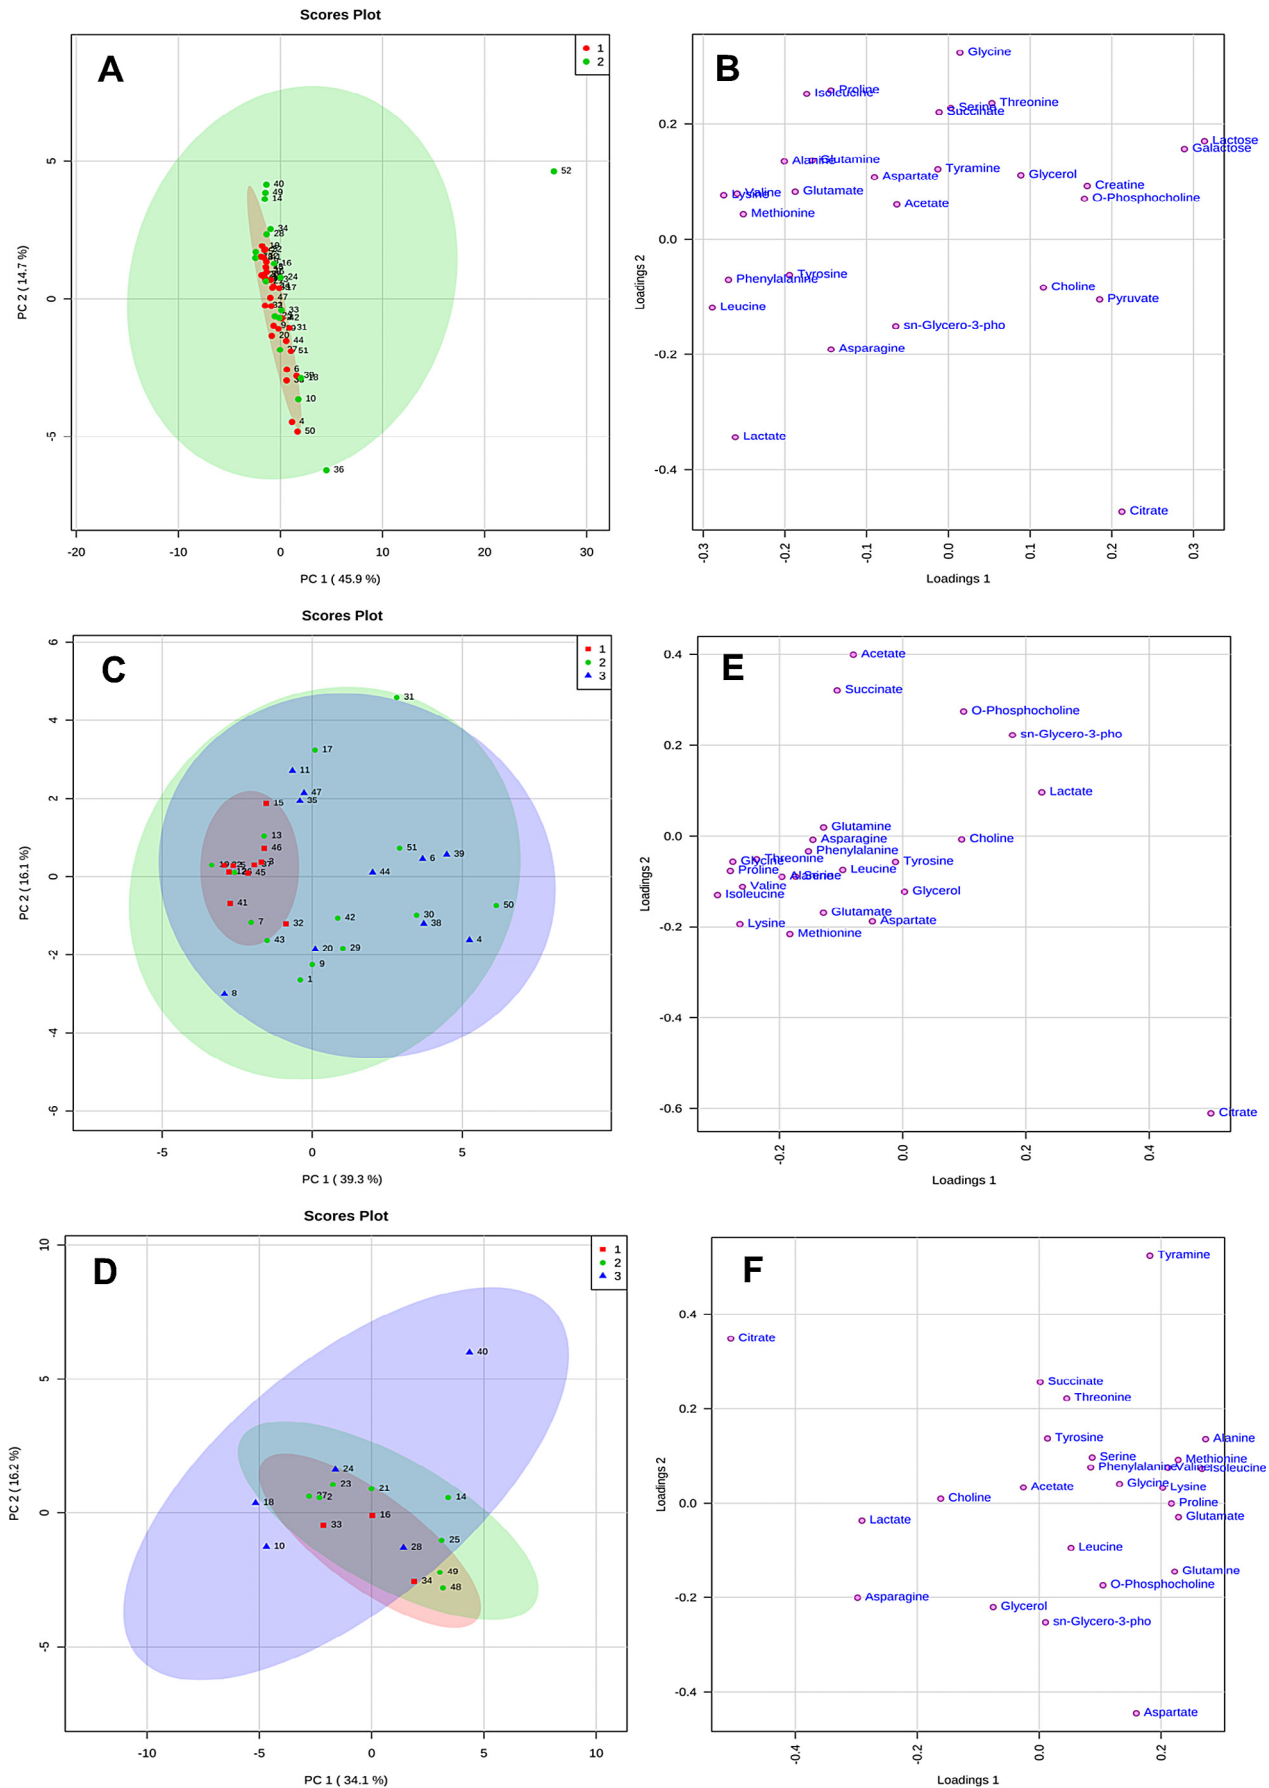 Scores Plot
A
1
2
PC 2 ( 14.7 %)
5
0
-5
52
40
49
14
34
28
16
24
17
47
33
42
31
20
44
51
6
18
10
4
50
36
-20
-10
0
10
20
30
PC 1 ( 45.9 %)
B
Loadings 2
0.2
0.0
-0.2
-0.4
Glycine
Proline
Isoleucine
Threonine
Serine
Succinate
Lactose
Galactose
Alanine
Glutamine
Tyramine
Aspartate
Glycerol
Creatine
Valine
Lysine
Glutamate
O-Phosphocholine
Acetate
Methionine
Phenylalanine
Tyrosine
Choline
Pyruvate
Leucine
sn-Glycero-3-pho
Asparagine
Lactate
Citrate
-0.3
-0.2
-0.1
0.0
0.1
0.2
0.3
Loadings 1
Scores Plot
C
1
2
3
PC 2 ( 16.1 %)
6
4
2
0
-2
-4
-6
31
17
11
47
35
15
13
46
3
51
6
39
44
45
41
7
32
42
30
38
50
43
20
29
4
9
1
8
-5
0
5
PC 1 ( 39.3 %)
E
Loadings 2
0.4
0.2
0.0
-0.2
-0.4
-0.6
Acetate
Succinate
O-Phosphocholine
sn-Glycero-3-pho
Lactate
Glutamine
Asparagine
Choline
Phenylalanine
Glycine
Threonine
Tyrosine
Proline
Alanine
Serine
Leucine
Valine
Isoleucine
Glycerol
Glutamate
Aspartate
Lysine
Methionine
Citrate
-0.2
0.0
0.2
0.4
Loadings 1
Scores Plot
D
1
2
3
PC 2 ( 16.2 %)
10
5
0
-5
40
24
23
21
27
2
14
18
16
33
25
10
28
49
34
48
-10
-5
0
5
10
PC 1 ( 34.1 %)
F
Loadings 2
0.4
0.2
0.0
-0.2
-0.4
Tyramine
Citrate
Succinate
Threonine
Tyrosine
Alanine
Serine
Methionine
Phenylalanine
Valine
Isoleucine
Glycine
Lysine
Acetate
Choline
Proline
Lactate
Glutamate
Leucine
Glutamine
O-Phosphocholine
Asparagine
Glycerol
sn-Glycero-3-pho
Aspartate
-0.4
-0.2
0.0
0.2
Loadings 1